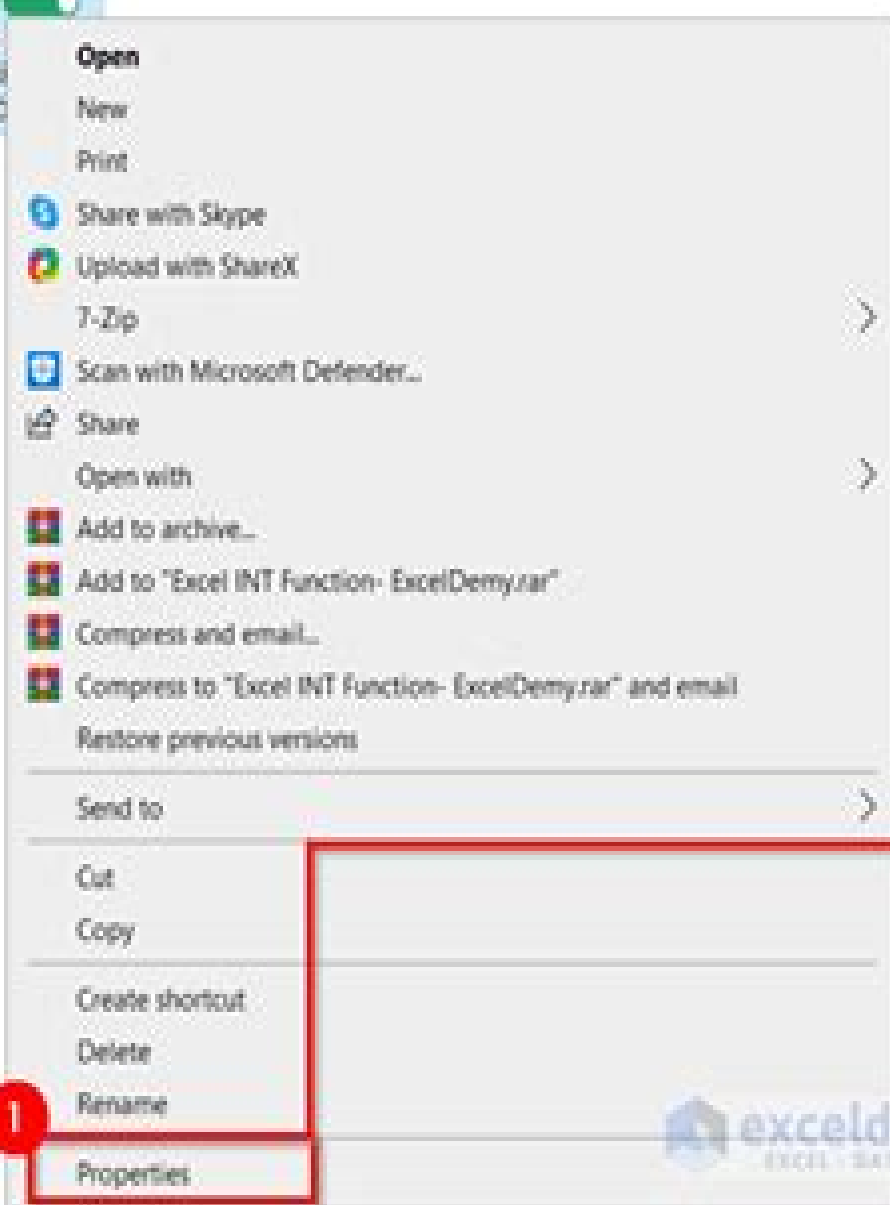 Open
New
Print
Share with Skype
Upload with ShareX
7-Zip
Scan with Microsoft Defender...
Share
Open with
Add to archive...
Add to "Excel INT Function- ExcelDemy.rar"
Compress and email...
Compress to "Excel INT Function- ExcelDemy.rar" and email
Restore previous versions
Send to
Cut
Copy
Create shortcut
Delete
Rename
1
Properties
exceld
EXCEL - DAT